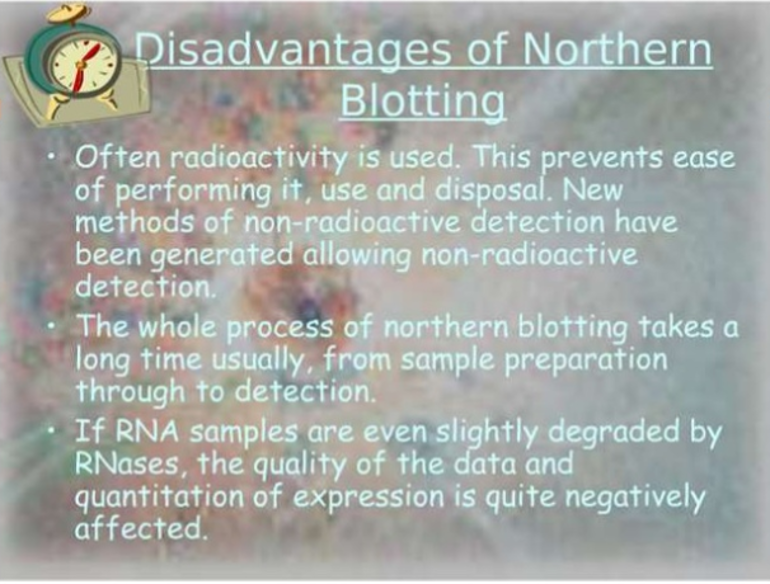 Disadvantages of Northern
Blotting
• Often radioactivity is used. This prevents ease
of performing it, use and disposal. New
methods of non-radioactive detection have
been generated allowing non-radioactive
detection.
• The whole process of northern blotting takes a
long time usually, from sample preparation
through to detection.
• If RNA samples are even slightly degraded by
RNases, the quality of the data and
quantitation of expression is quite negatively
affected.